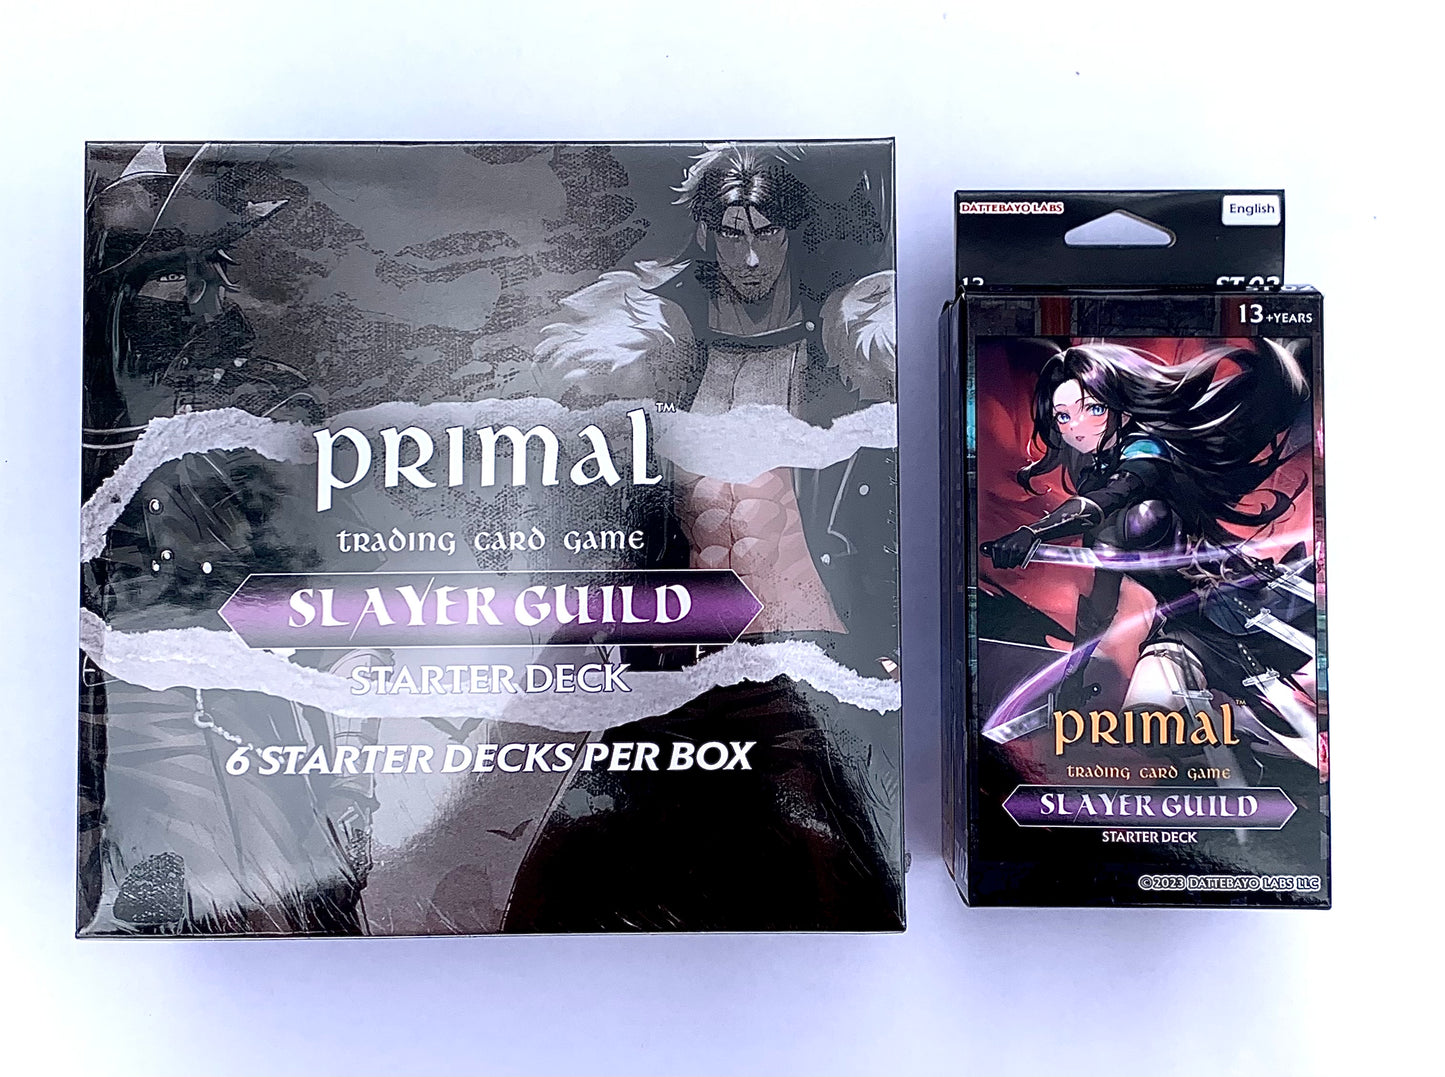 PRIMAL™
TRADING CARD GAME
SLAYER GUILD
STARTER DECK
6 STARTER DECKS PER BOX
DATTEBAYO LABS
English
13
13+YEARS
PRIMAL™
TRADING CARD GAME
SLAYER GUILD
STARTER DECK
©2023 DATTEBAYO LABS LLC